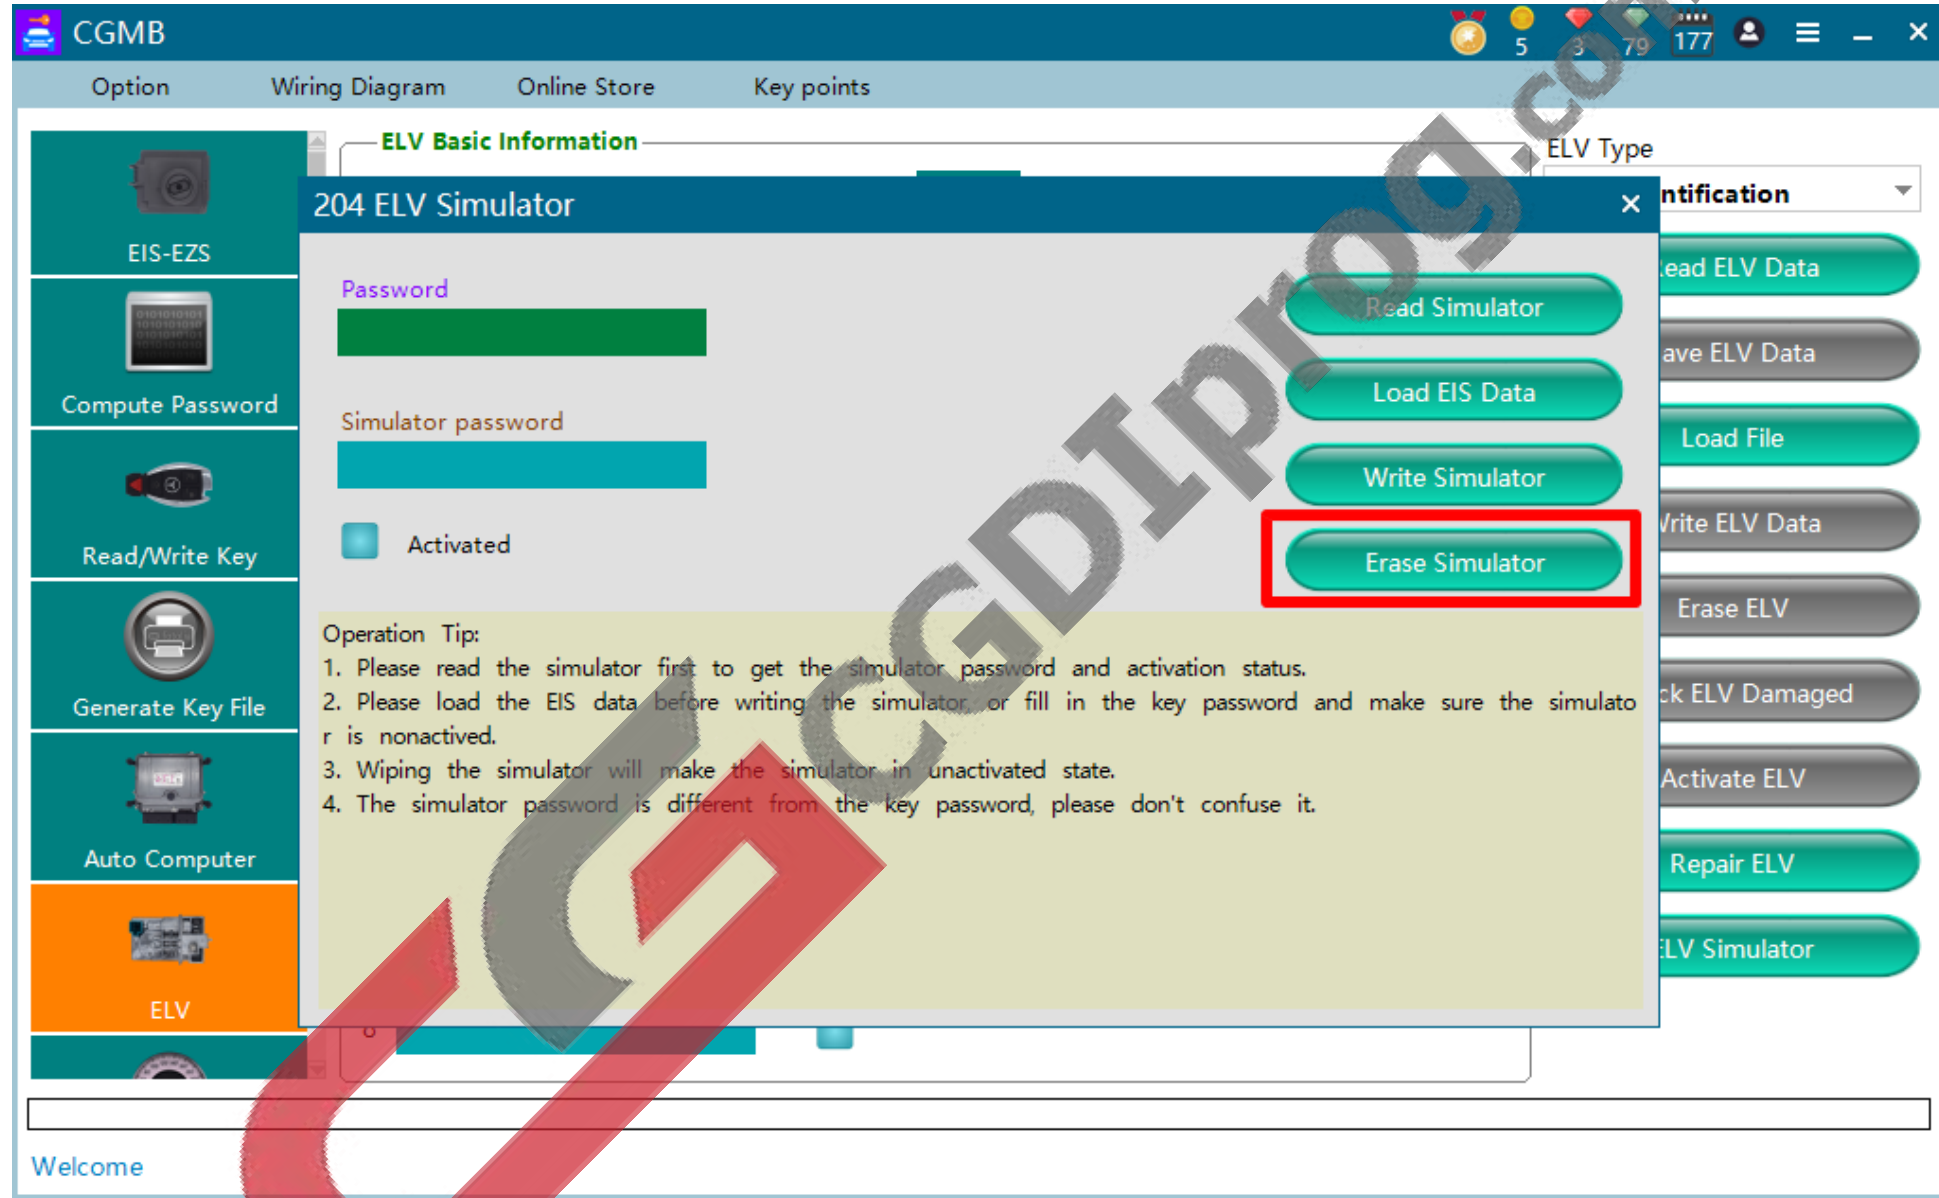 CGMB
5
3
79
177
Option
Wiring Diagram
Online Store
Key points
ELV Basic Information
ELV Type
ntification
EIS-EZS
Compute Password
Read/Write Key
Generate Key File
Auto Computer
ELV
204 ELV Simulator
Password
Simulator password
Activated
Read Simulator
Load EIS Data
Write Simulator
Erase Simulator
Operation Tip:
1. Please read the simulator first to get the simulator password and activation status.
2. Please load the EIS data before writing the simulator, or fill in the key password and make sure the simulato
r is nonactived.
3. Wiping the simulator will make the simulator in unactivated state.
4. The simulator password is different from the key password, please don't confuse it.
ead ELV Data
ave ELV Data
Load File
Write ELV Data
Erase ELV
ck ELV Damaged
Activate ELV
Repair ELV
ELV Simulator
Welcome
CGDIprog.com